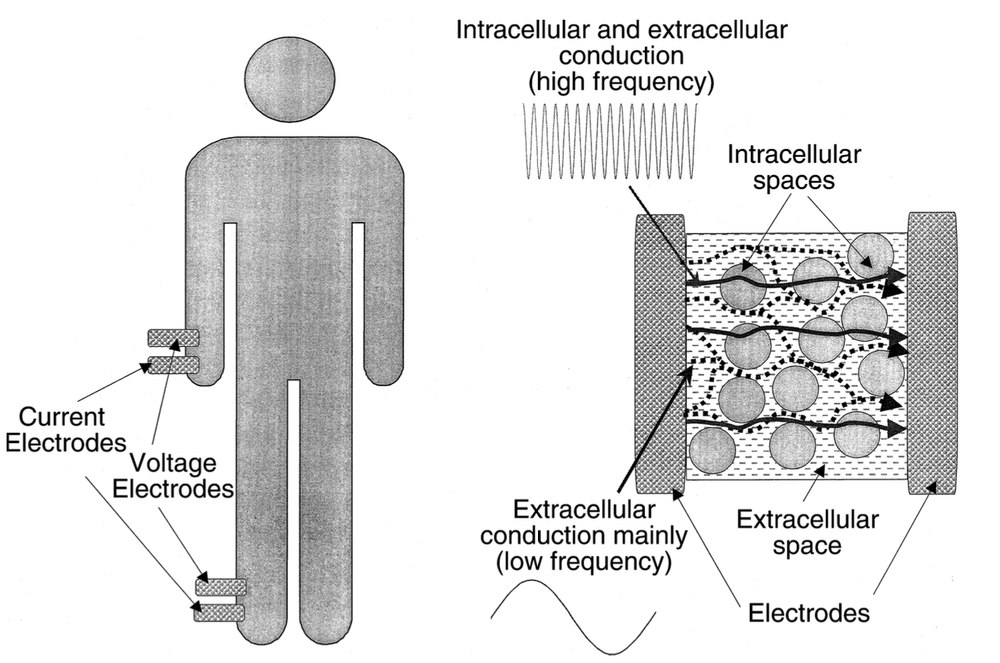 Intracellular and extracellular
conduction
(high frequency)
Intracellular
spaces
Current
Electrodes
Voltage
Electrodes
Extracellular
conduction mainly
(low frequency)
Extracellular
space
Electrodes